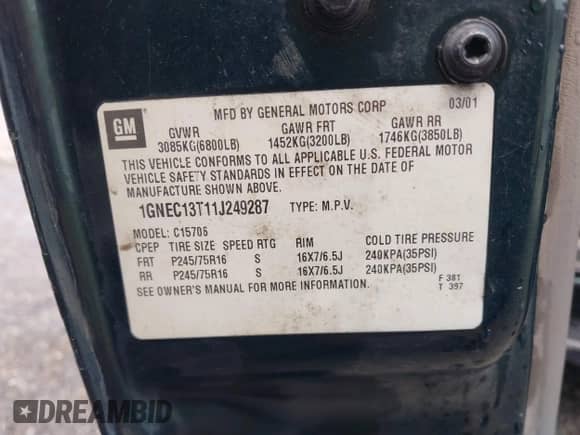 GM
MFD BY GENERAL MOTORS CORP 03/01
GVWR GAWR FRT GAWR RR
3085KG(6800LB) 1452KG(3200LB) 1746KG(3850LB)
THIS VEHICLE CONFORMS TO ALL APPLICABLE U.S. FEDERAL MOTOR
VEHICLE SAFETY STANDARDS IN EFFECT ON THE DATE OF
MANUFACTURE SHOWN ABOVE.
1GNEC13T11J249287 TYPE: M.P.V.
MODEL: C15706
CPEP TIRE SIZE SPEED RTG RIM COLD TIRE PRESSURE
FRT P245/75R16 S 16X7/6.5J 240KPA(35PSI)
RR P245/75R16 S 16X7/6.5J 240KPA(35PSI)
SEE OWNER'S MANUAL FOR MORE INFORMATION.
F 381
T 397
DREAMBID